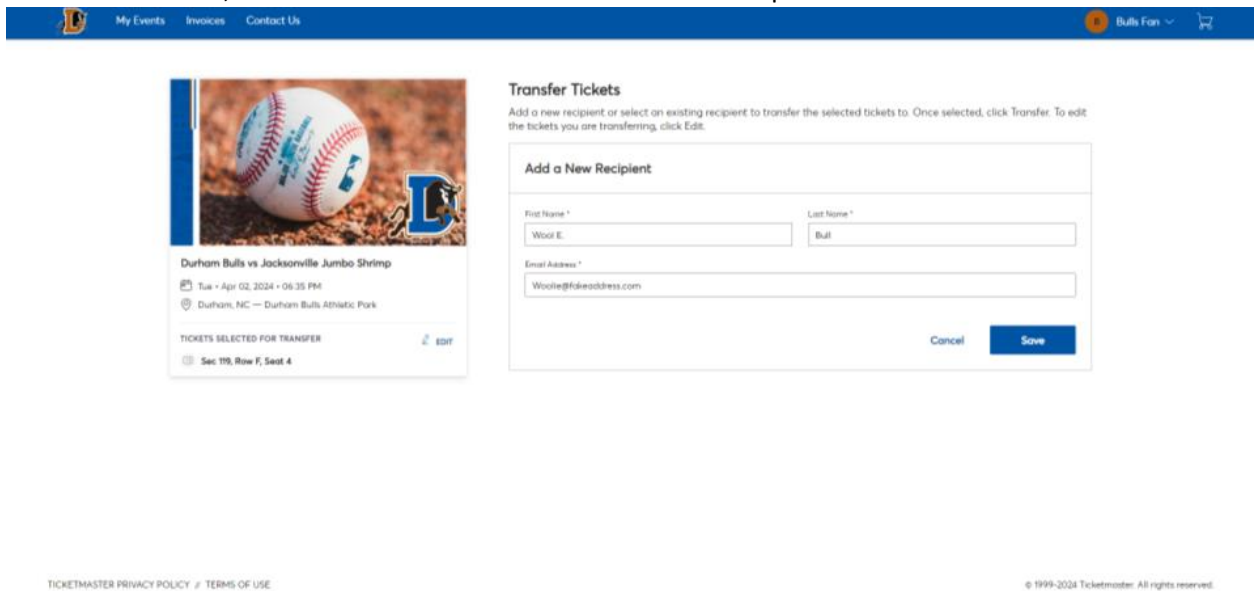 My Events Invoices Contact Us
B Bulls Fan
Durham Bulls vs Jacksonville Jumbo Shrimp
Tue • Apr 02, 2024 • 06:35 PM
Durham, NC — Durham Bulls Athletic Park
TICKETS SELECTED FOR TRANSFER EDIT
Sec 119, Row F, Seat 4
Transfer Tickets
Add a new recipient or select an existing recipient to transfer the selected tickets to. Once selected, click Transfer. To edit
the tickets you are transferring, click Edit.
Add a New Recipient
First Name * Last Name *
Wool E. Bull
Email Address *
Woolie@fakeaddress.com
Cancel Save
TICKETMASTER PRIVACY POLICY // TERMS OF USE © 1999-2024 Ticketmaster. All rights reserved.